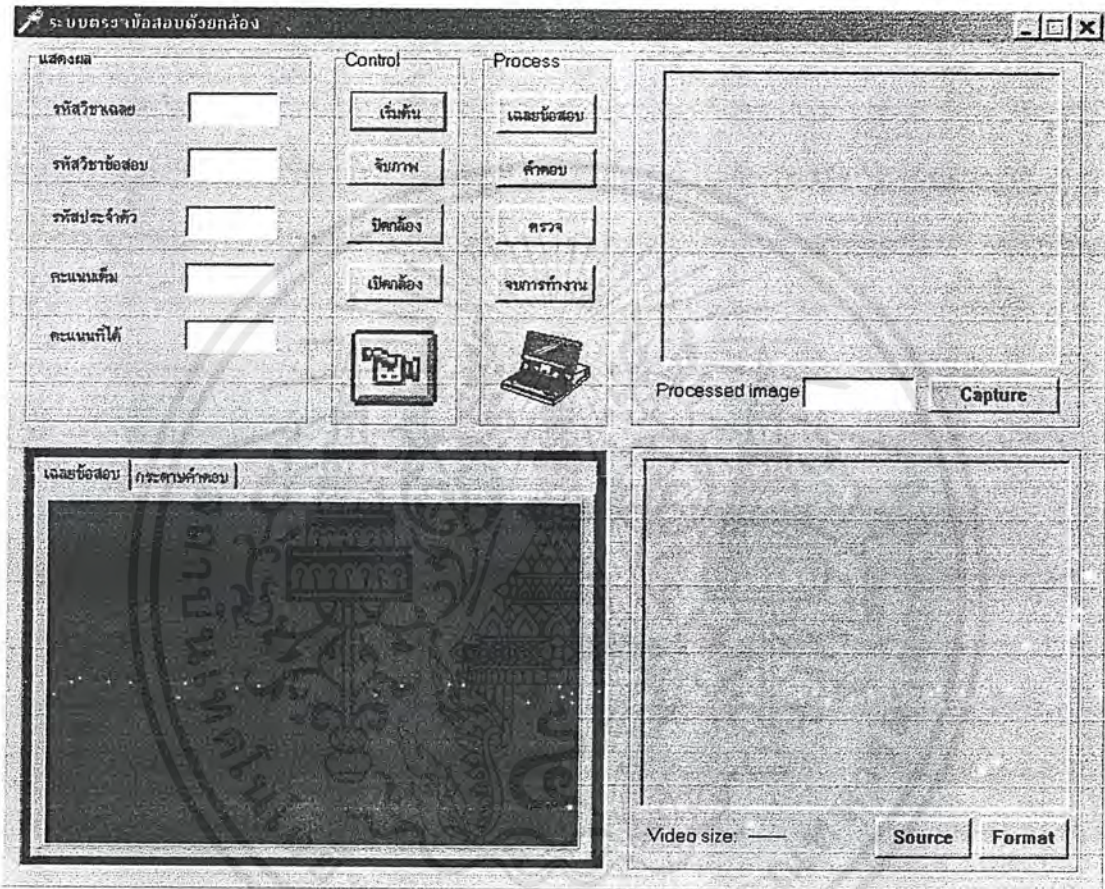 ระบบตรวจข้อสอบด้วยกล้อง
แสดงผล
รหัสวิชาเฉลย
รหัสวิชาข้อสอบ
รหัสประจำตัว
คะแนนเต็ม
คะแนนที่ได้
Control
เริ่มต้น
จับภาพ
ปิดกล้อง
เปิดกล้อง
Process
เฉลยข้อสอบ
คำตอบ
ตรวจ
จบการทำงาน
Processed image
Capture
เฉลยข้อสอบ
กระดาษคำตอบ
Video size:
Source
Format